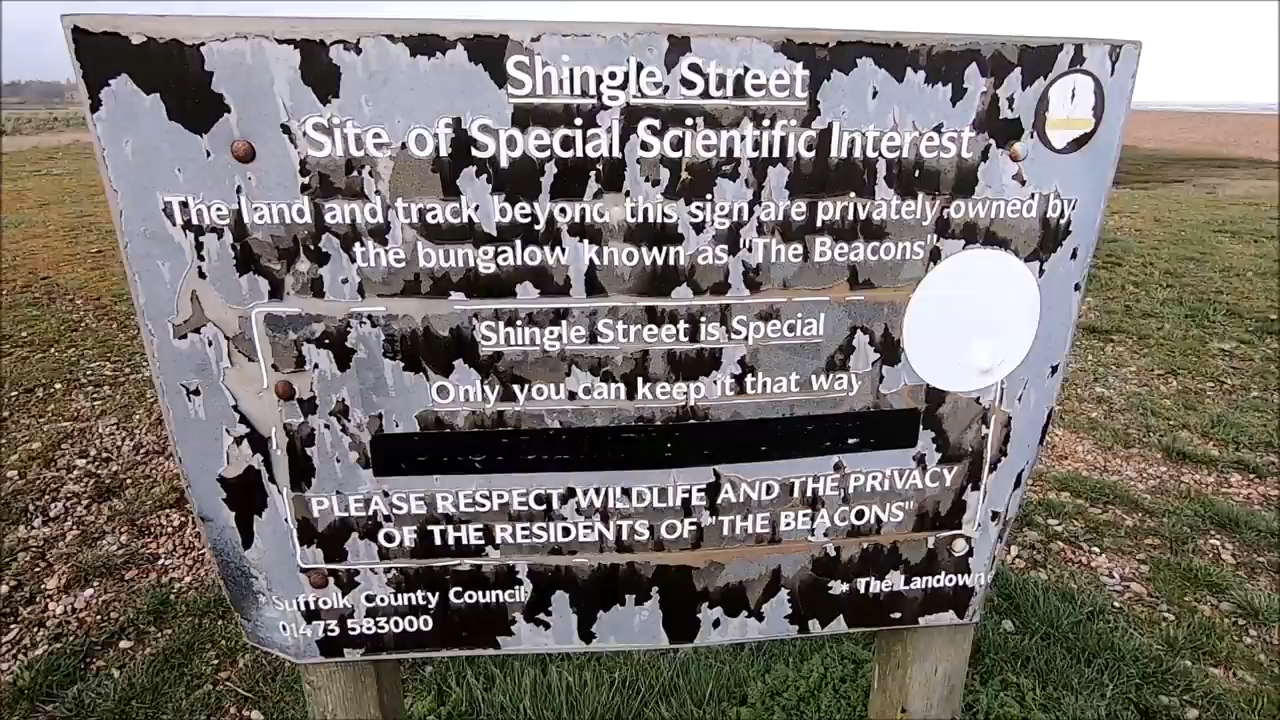 Shingle Street
Site of Special Scientific Interest
The land and track beyond this sign are privately owned by
the bungalow known as "The Beacons"
Shingle Street is Special
Only you can keep it that way
PLEASE RESPECT WILDLIFE AND THE PRIVACY
OF THE RESIDENTS OF "THE BEACONS"
* Suffolk County Council
01473 583000
* The Landown